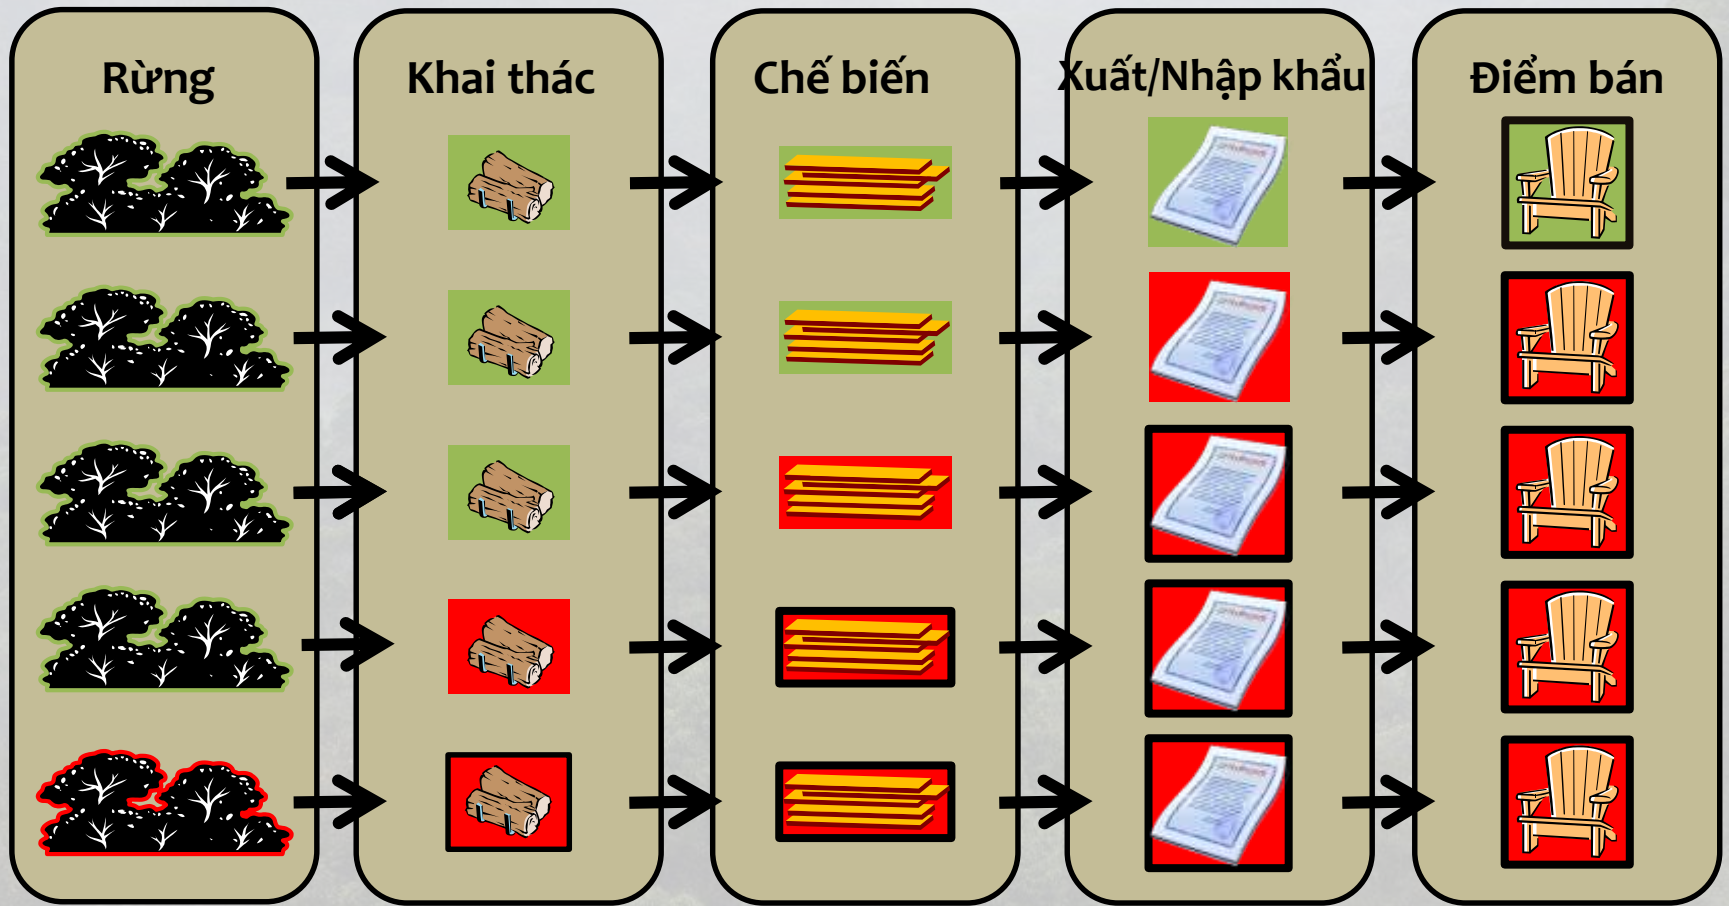 Rừng
Khai thác
Chế biến
Xuất/Nhập khẩu
Điểm bán